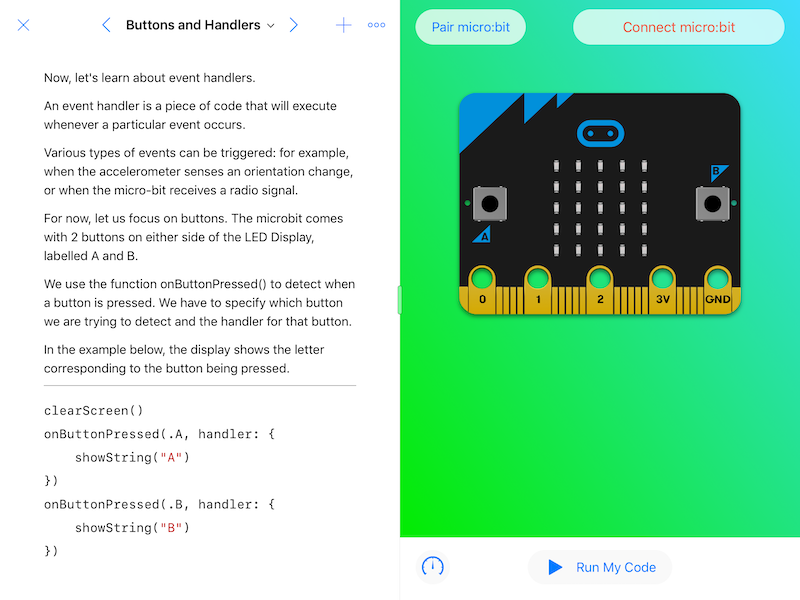 Buttons and Handlers
Now, let's learn about event handlers.
An event handler is a piece of code that will execute
whenever a particular event occurs.
Various types of events can be triggered: for example,
when the accelerometer senses an orientation change,
or when the micro-bit receives a radio signal.
For now, let us focus on buttons. The microbit comes
with 2 buttons on either side of the LED Display,
labelled A and B.
We use the function onButtonPressed() to detect when
a button is pressed. We have to specify which button
we are trying to detect and the handler for that button.
In the example below, the display shows the letter
corresponding to the button being pressed.
clearScreen()
onButtonPressed(.A, handler: {
    showString("A")
})
onButtonPressed(.B, handler: {
    showString("B")
})
Pair micro:bit
Connect micro:bit
B
A
0
1
2
3V
GND
Run My Code